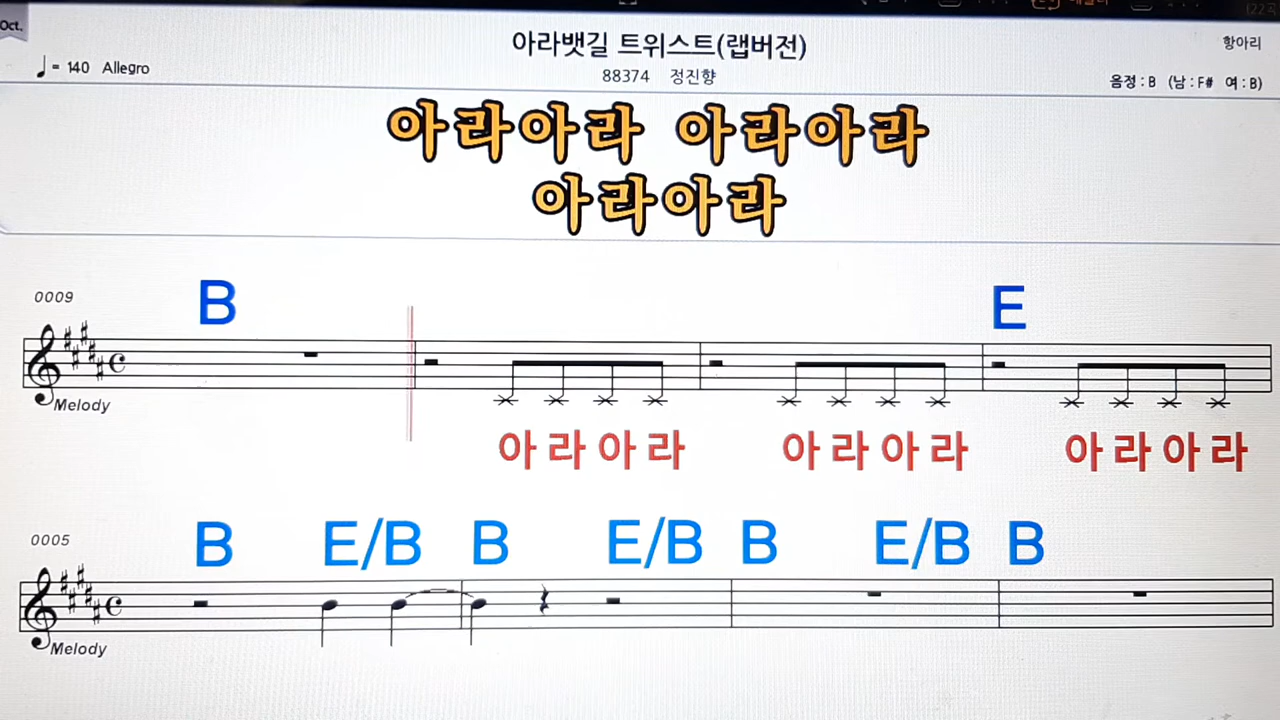 Oct.
아라뱃길 트위스트(랩버전)
항아리
♩= 140 Allegro
88374 정진향
음정 : B (남 : F# 여 : B)
아라아라 아라아라
아라아라
0009
B E
Melody
아 라 아 라 아 라 아 라 아 라 아 라
0005
B E/B B E/B B E/B B
Melody